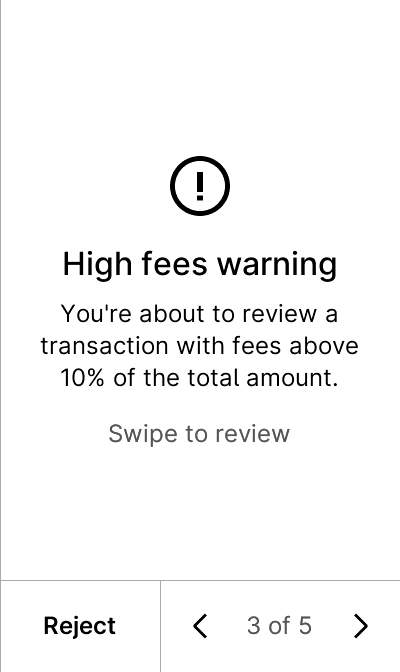 High fees warning
You're about to review a
transaction with fees above
10% of the total amount.
Swipe to review
Reject
3 of 5